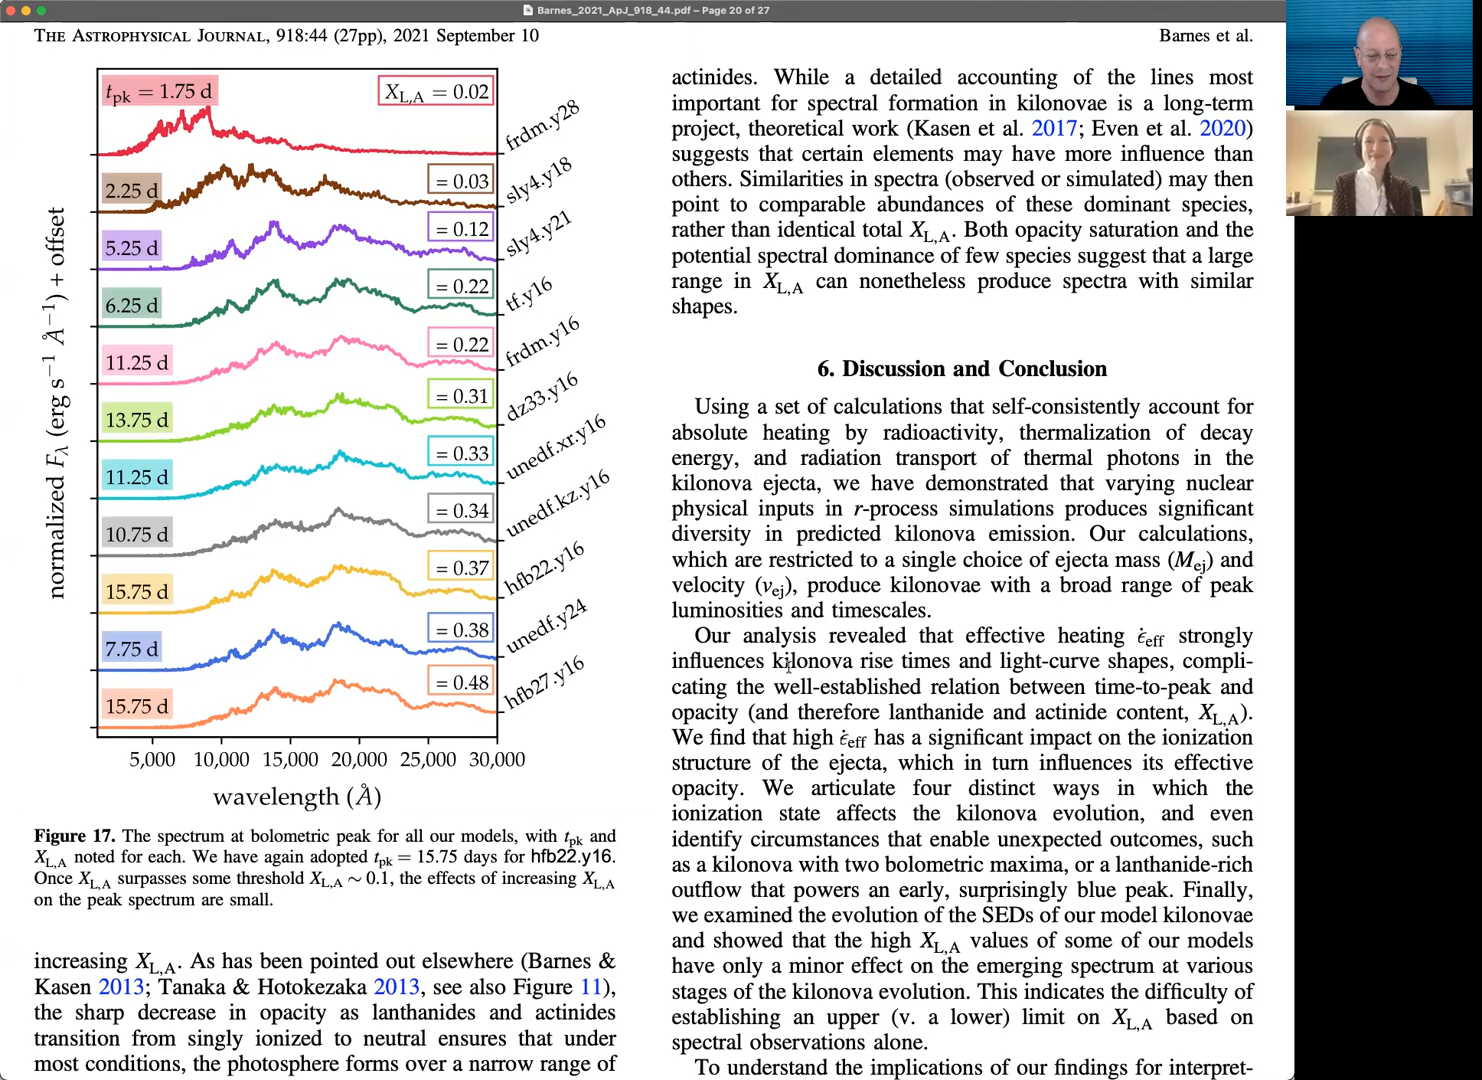 Barnes_2021_ApJ_918_44.pdf – Page 20 of 27
THE ASTROPHYSICAL JOURNAL, 918:44 (27pp), 2021 September 10
Barnes et al.
t_pk = 1.75 d
X_L,A = 0.02
frdm.y28
2.25 d
= 0.03
sly4.y18
5.25 d
= 0.12
sly4.y21
6.25 d
= 0.22
tf.y16
11.25 d
= 0.22
frdm.y16
13.75 d
= 0.31
dz33.y16
11.25 d
= 0.33
unedf.xr.y16
10.75 d
= 0.34
unedf.kz.y16
15.75 d
= 0.37
hfb22.y16
7.75 d
= 0.38
unedf.y24
15.75 d
= 0.48
hfb27.y16
normalized F_λ (erg s⁻¹ Å⁻¹) + offset
5,000 10,000 15,000 20,000 25,000 30,000
wavelength (Å)
Figure 17. The spectrum at bolometric peak for all our models, with t_pk and
X_L,A noted for each. We have again adopted t_pk = 15.75 days for hfb22.y16.
Once X_L,A surpasses some threshold X_L,A ∼ 0.1, the effects of increasing X_L,A
on the peak spectrum are small.
increasing X_L,A. As has been pointed out elsewhere (Barnes &
Kasen 2013; Tanaka & Hotokezaka 2013, see also Figure 11),
the sharp decrease in opacity as lanthanides and actinides
transition from singly ionized to neutral ensures that under
most conditions, the photosphere forms over a narrow range of
actinides. While a detailed accounting of the lines most
important for spectral formation in kilonovae is a long-term
project, theoretical work (Kasen et al. 2017; Even et al. 2020)
suggests that certain elements may have more influence than
others. Similarities in spectra (observed or simulated) may then
point to comparable abundances of these dominant species,
rather than identical total X_L,A. Both opacity saturation and the
potential spectral dominance of few species suggest that a large
range in X_L,A can nonetheless produce spectra with similar
shapes.
6. Discussion and Conclusion
Using a set of calculations that self-consistently account for
absolute heating by radioactivity, thermalization of decay
energy, and radiation transport of thermal photons in the
kilonova ejecta, we have demonstrated that varying nuclear
physical inputs in r-process simulations produces significant
diversity in predicted kilonova emission. Our calculations,
which are restricted to a single choice of ejecta mass (M_ej) and
velocity (v_ej), produce kilonovae with a broad range of peak
luminosities and timescales.
Our analysis revealed that effective heating ε̇_eff strongly
influences kilonova rise times and light-curve shapes, compli-
cating the well-established relation between time-to-peak and
opacity (and therefore lanthanide and actinide content, X_L,A).
We find that high ε̇_eff has a significant impact on the ionization
structure of the ejecta, which in turn influences its effective
opacity. We articulate four distinct ways in which the
ionization state affects the kilonova evolution, and even
identify circumstances that enable unexpected outcomes, such
as a kilonova with two bolometric maxima, or a lanthanide-rich
outflow that powers an early, surprisingly blue peak. Finally,
we examined the evolution of the SEDs of our model kilonovae
and showed that the high X_L,A values of some of our models
have only a minor effect on the emerging spectrum at various
stages of the kilonova evolution. This indicates the difficulty of
establishing an upper (v. a lower) limit on X_L,A based on
spectral observations alone.
To understand the implications of our findings for interpret-